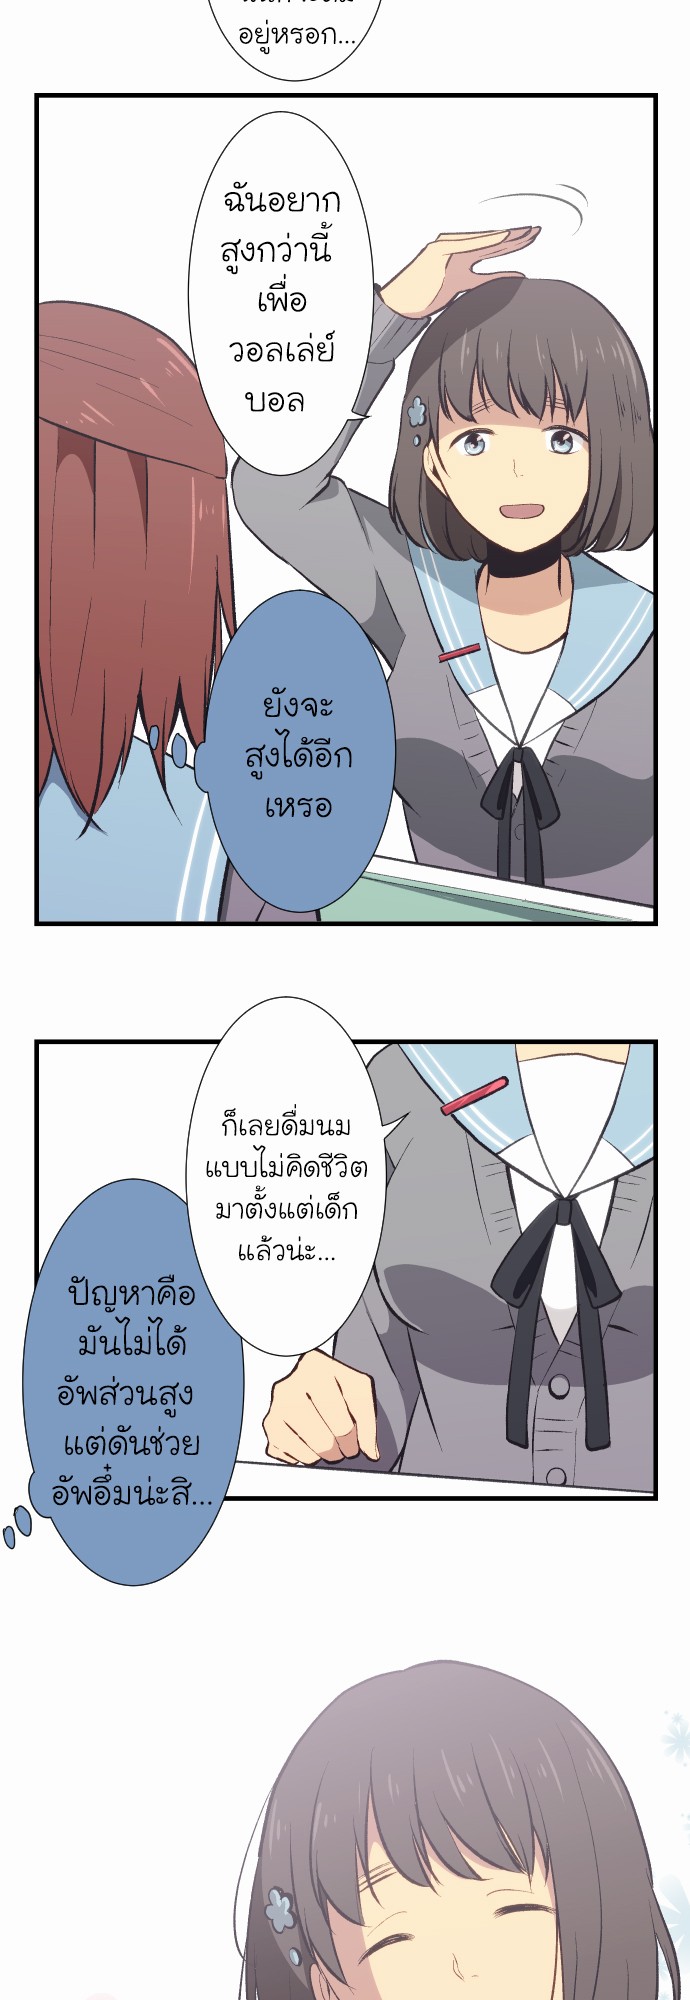 อยู่หรอก...
ฉันอยาก
สูงกว่านี้
เพื่อ
วอลเล่ย์
บอล
ยังจะ
สูงได้อีก
เหรอ
ก็เลยดื่มนม
แบบไม่คิดชีวิต
มาตั้งแต่เด็ก
แล้วน่ะ...
ปัญหาคือ
มันไม่ได้
อัพส่วนสูง
แต่ดันช่วย
อัพอึ๋มน่ะสิ...